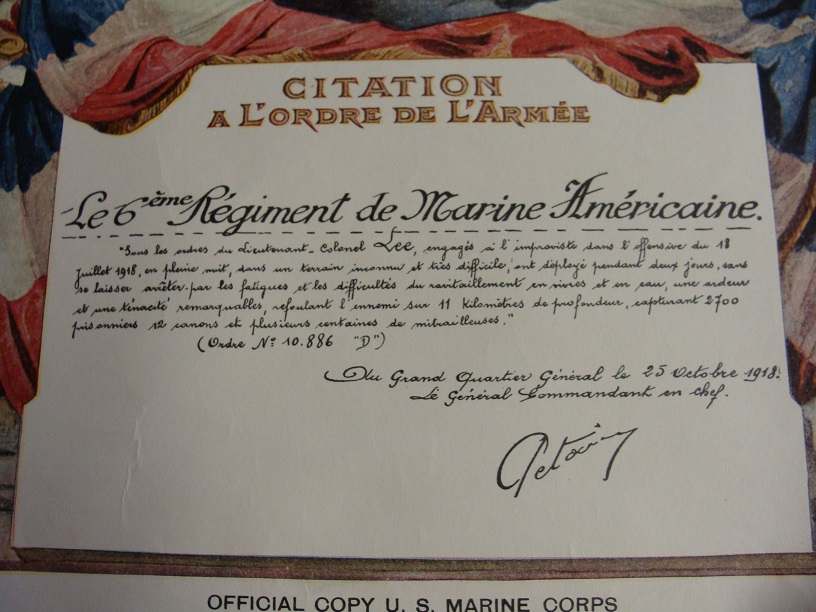 CITATION
A L'ORDRE DE L'ARMÉE
Le 6ème Régiment de Marine Américaine.
"Sous les ordres du Lieutenant-Colonel Lee, engagés à l'improviste dans l'offensive du 18
Juillet 1918, en pleine nuit, dans un terrain inconnu et très difficile, ont déployé pendant deux jours, sans
se laisser arrêter par les fatigues et les difficultés du ravitaillement en vivres et en eau, une ardeur
et une ténacité remarquables, refoulant l'ennemi sur 11 Kilomètres de profondeur, capturant 2700
prisonniers 12 canons et plusieurs centaines de mitrailleuses."
(Ordre No 10.886 "D")
Du Grand Quartier Général le 25 Octobre 1918.
Le Général Commandant en chef.
Petain
OFFICIAL COPY U. S. MARINE CORPS